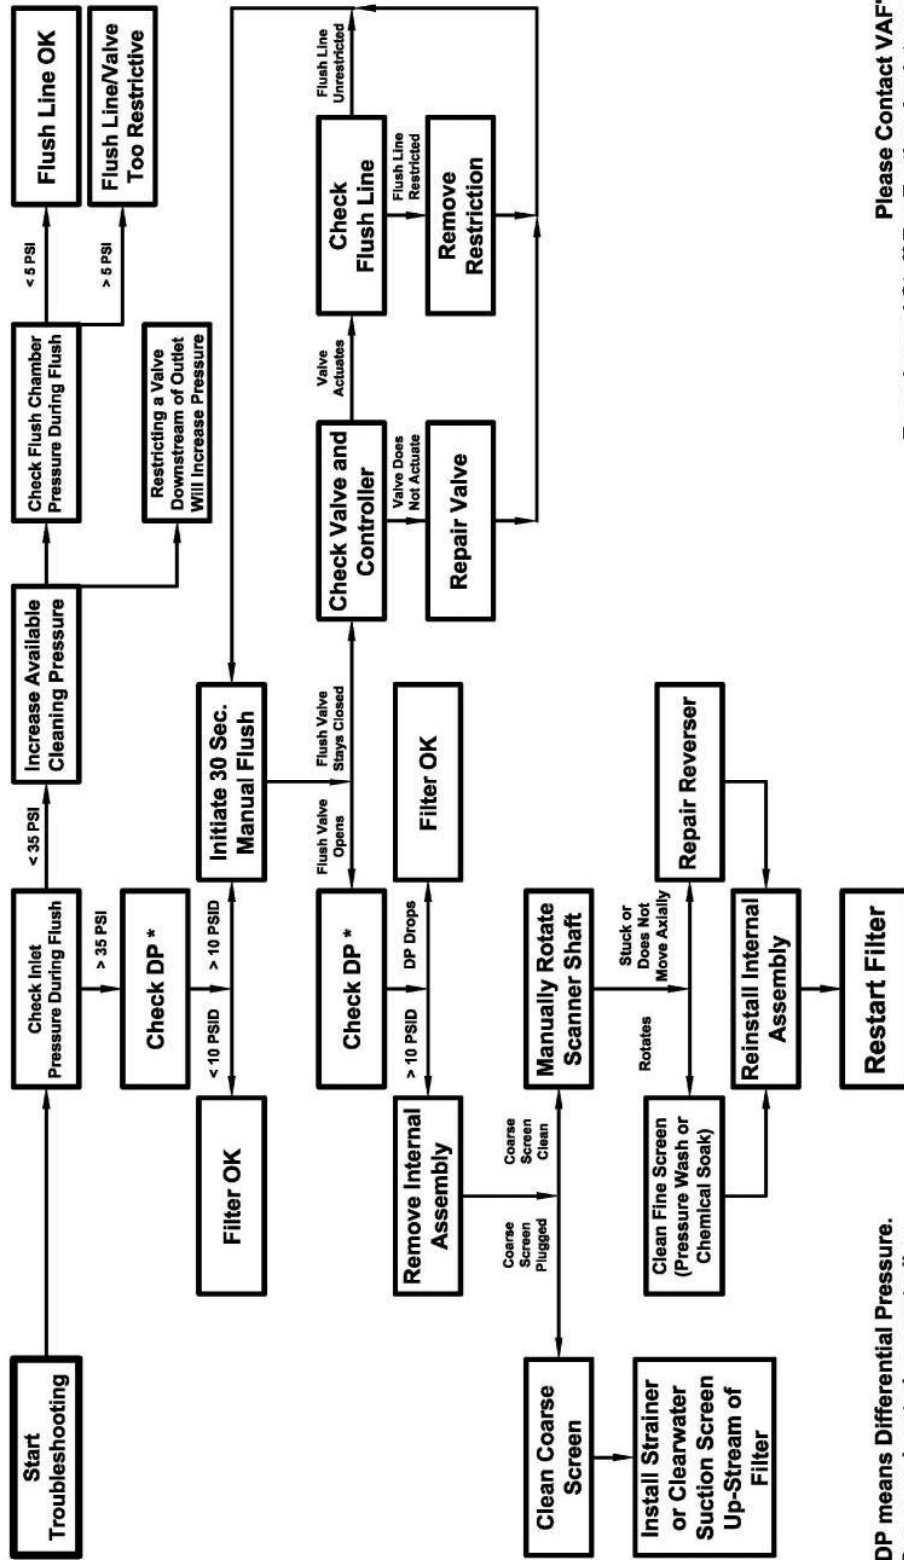 Start
Troubleshooting
Check Inlet
Pressure During Flush
< 35 PSI
Increase Available
Cleaning Pressure
Check Flush Chamber
Pressure During Flush
< 5 PSI
Flush Line OK
> 5 PSI
Flush Line/Valve
Too Restrictive
Restricting a Valve
Downstream of Outlet
Will Increase Pressure
> 35 PSI
Check DP *
< 10 PSID
> 10 PSID
Filter OK
Initiate 30 Sec.
Manual Flush
Flush Valve
Opens
Flush Valve
Stays Closed
Check Valve and
Controller
Valve
Actuates
Check
Flush Line
Flush Line
Unrestricted
Valve Does
Not Actuate
Repair Valve
Flush Line
Restricted
Remove
Restriction
Check DP *
> 10 PSID
DP Drops
Filter OK
Remove Internal
Assembly
Coarse
Screen
Plugged
Coarse
Screen
Clean
Clean Coarse
Screen
Install Strainer
or Clearwater
Suction Screen
Up-Stream of
Filter
Manually Rotate
Scanner Shaft
Rotates
Stuck or
Does Not
Move Axially
Clean Fine Screen
(Pressure Wash or
Chemical Soak)
Repair Reverser
Reinstall Internal
Assembly
Restart Filter
DP means Differential Pressure.
Please Contact VAF